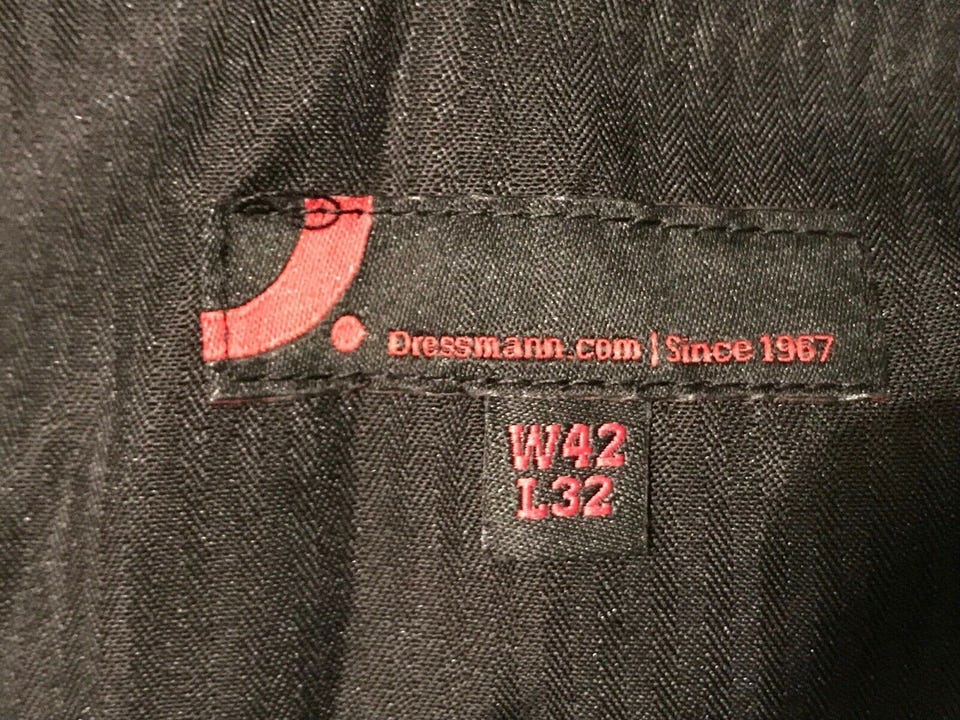 Dressmann.com | Since 1967
W42
L32